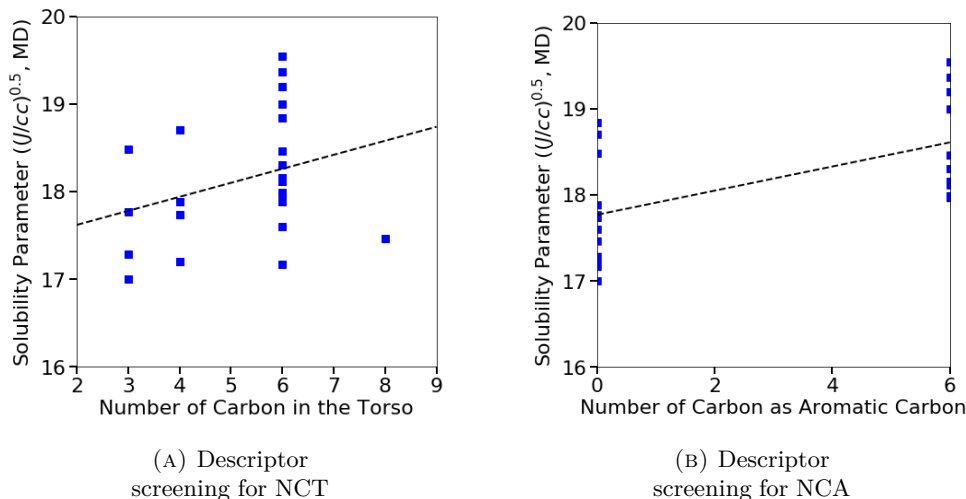 Solubility Parameter ((J/cc)^0.5, MD)
20
19
18
17
16
2 3 4 5 6 7 8 9
Number of Carbon in the Torso
(A) Descriptor
screening for NCT
Solubility Parameter ((J/cc)^0.5, MD)
20
19
18
17
16
0 2 4 6
Number of Carbon as Aromatic Carbon
(B) Descriptor
screening for NCA